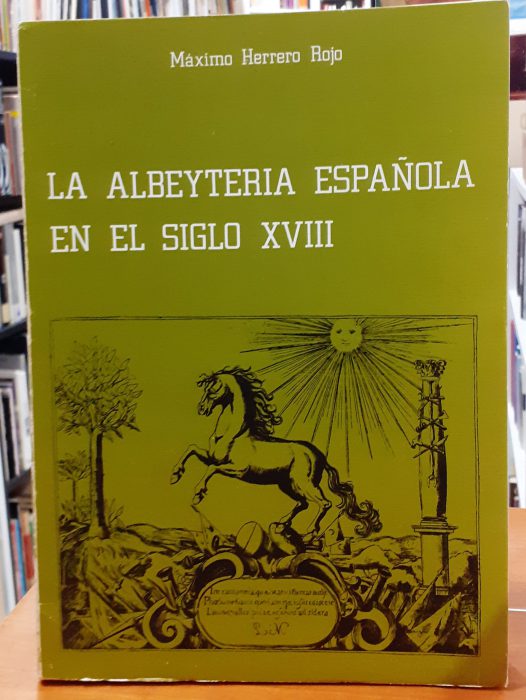 Máximo Herrero Rojo
LA ALBEYTERIA ESPAÑOLA
EN EL SIGLO XVIII